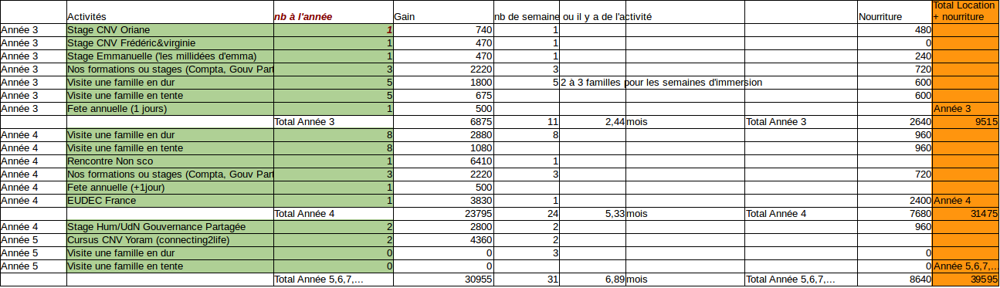 Activités nb à l'année Gain nb de semaine ou il y a de l'activité Nourriture Total Location + nourriture
Année 3 Stage CNV Oriane 1 740 1 480
Année 3 Stage CNV Frédéric&virginie 1 470 1 0
Année 3 Stage Emmanuelle ('les millidées d'emma) 1 470 1 240
Année 3 Nos formations ou stages (Compta, Gouv Part 3 2220 3 720
Année 3 Visite une famille en dur 5 1800 5 2 à 3 familles pour les semaines d'immersion 600
Année 3 Visite une famille en tente 5 675 600
Année 3 Fete annuelle (1 jours) 1 500 Année 3
Total Année 3 6875 11 2,44 mois Total Année 3 2640 9515
Année 4 Visite une famille en dur 8 2880 8 960
Année 4 Visite une famille en tente 8 1080 960
Année 4 Rencontre Non sco 1 6410 1
Année 4 Nos formations ou stages (Compta, Gouv Part 3 2220 3 720
Année 4 Fete annuelle (+1jour) 1 500
Année 4 EUDEC France 1 3830 1 2400 Année 4
Total Année 4 23795 24 5,33 mois Total Année 4 7680 31475
Année 4 Stage Hum/UdN Gouvernance Partagée 2 2800 2 960
Année 5 Cursus CNV Yoram (connecting2life) 2 4360 2
Année 5 Visite une famille en dur 0 0 3 0
Année 5 Visite une famille en tente 0 0 0 Année 5,6,7,...
Total Année 5,6,7,... 30955 31 6,89 mois Total Année 5,6,7,... 8640 39595